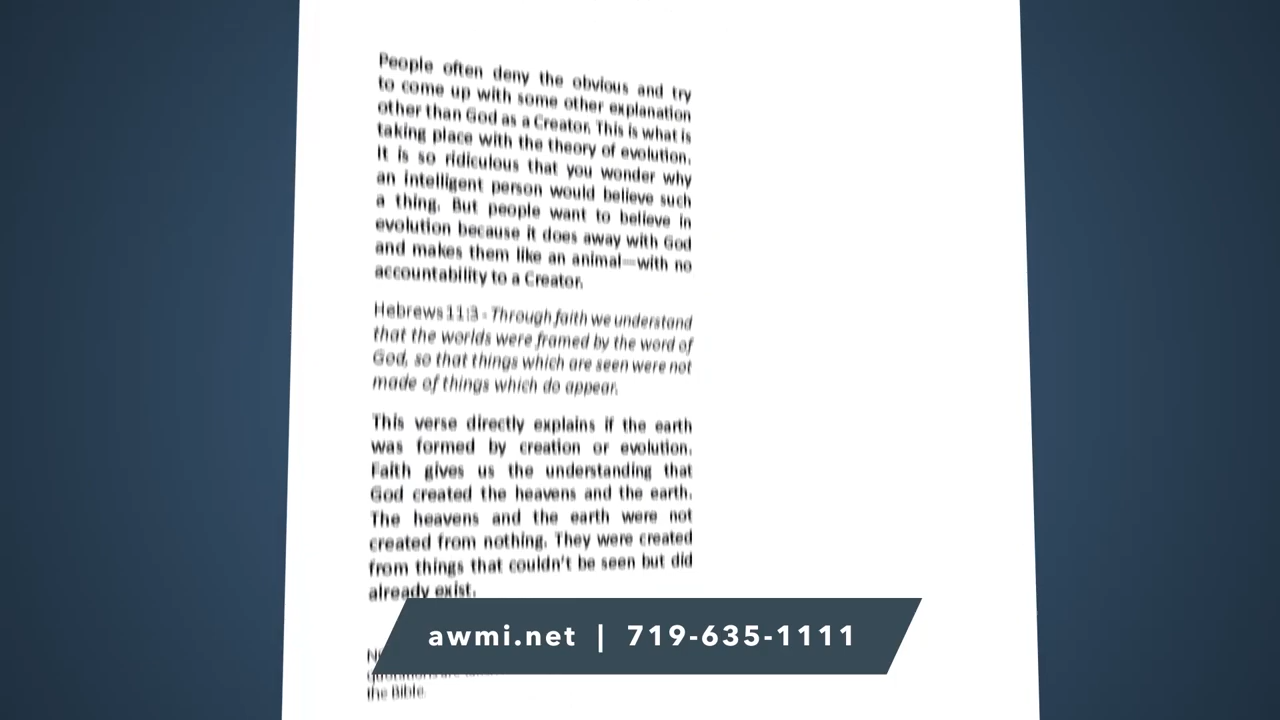 People often deny the obvious and try
to come up with some other explanation
other than God as a Creator. This is what is
taking place with the theory of evolution.
It is so ridiculous that you wonder why
an intelligent person would believe such
a thing. But people want to believe in
evolution because it does away with God
and makes them like an animal—with no
accountability to a Creator.
Hebrews 11:3 - Through faith we understand
that the worlds were framed by the word of
God, so that things which are seen were not
made of things which do appear.
This verse directly explains if the earth
was formed by creation or evolution.
Faith gives us the understanding that
God created the heavens and the earth.
The heavens and the earth were not
created from nothing. They were created
from things that couldn't be seen but did
already exist.
awmi.net | 719-635-1111
the Bible.